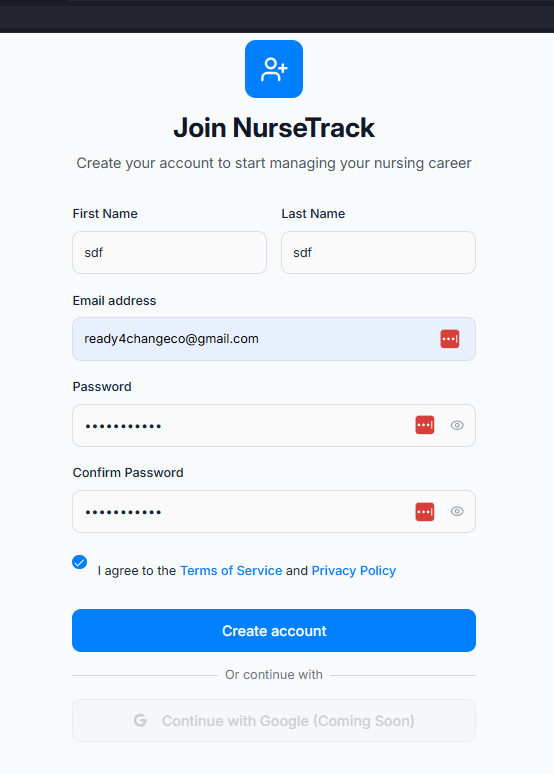 Join NurseTrack
Create your account to start managing your nursing career
First Name Last Name
sdf sdf
Email address
ready4changeco@gmail.com
Password
•••••••••••
Confirm Password
•••••••••••
I agree to the Terms of Service and Privacy Policy
Create account
Or continue with
G Continue with Google (Coming Soon)